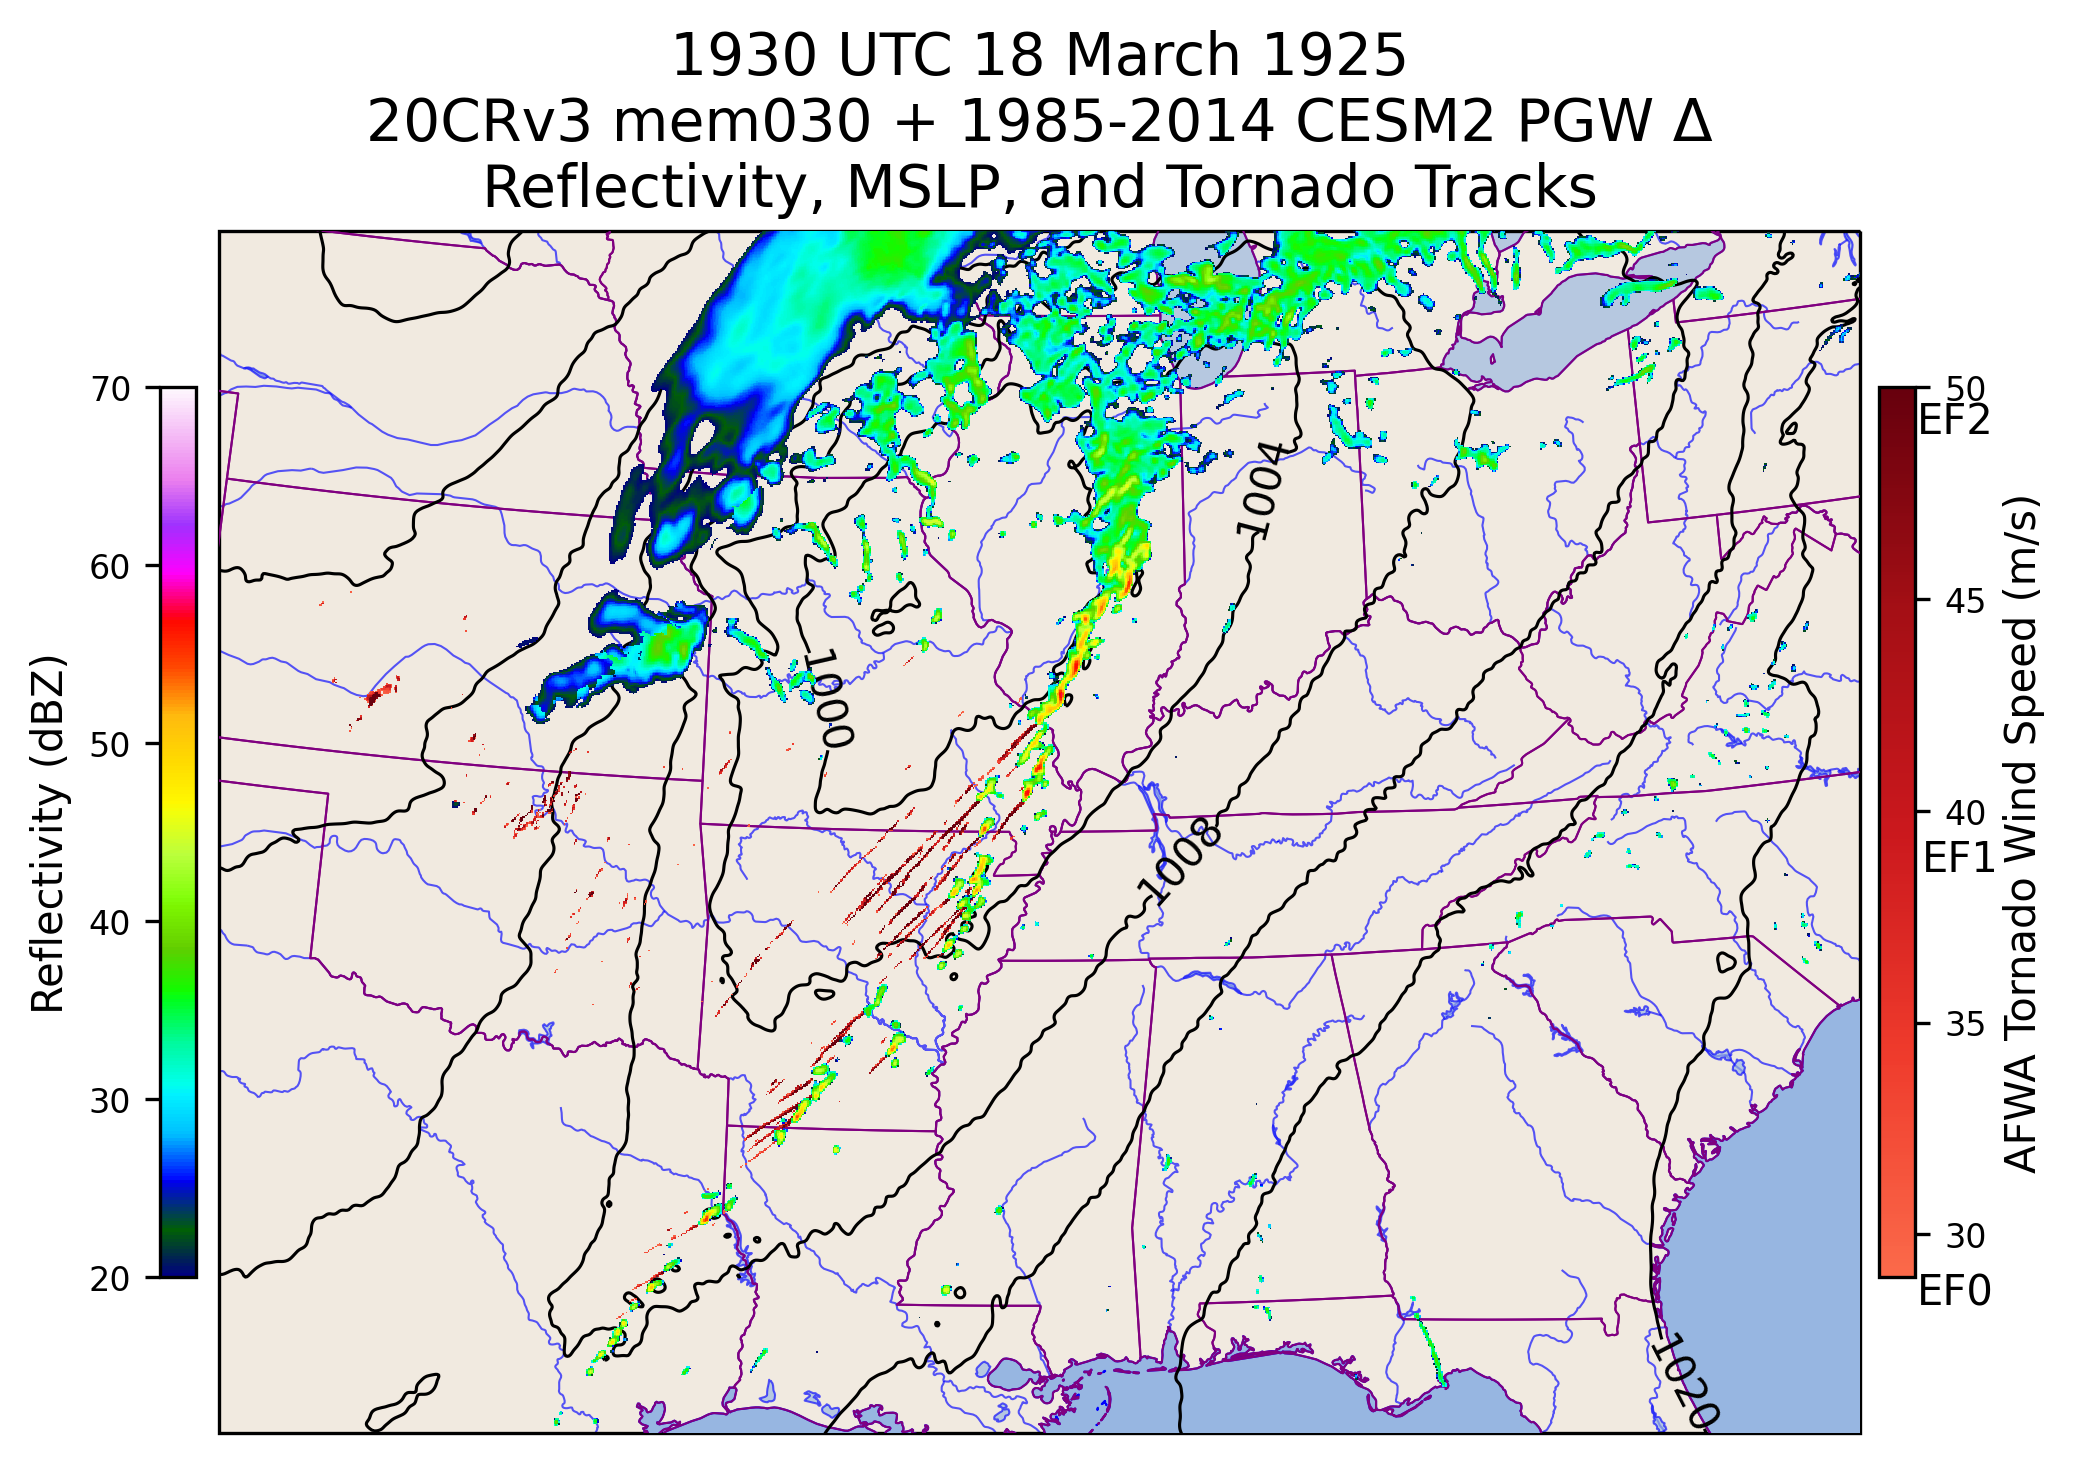 1930 UTC 18 March 1925
20CRv3 mem030 + 1985-2014 CESM2 PGW Δ
Reflectivity, MSLP, and Tornado Tracks
Reflectivity (dBZ)
70
60
50
40
30
20
1004
1000
1008
1020
50
EF2
45
40
EF1
35
30
EF0
AFWA Tornado Wind Speed (m/s)